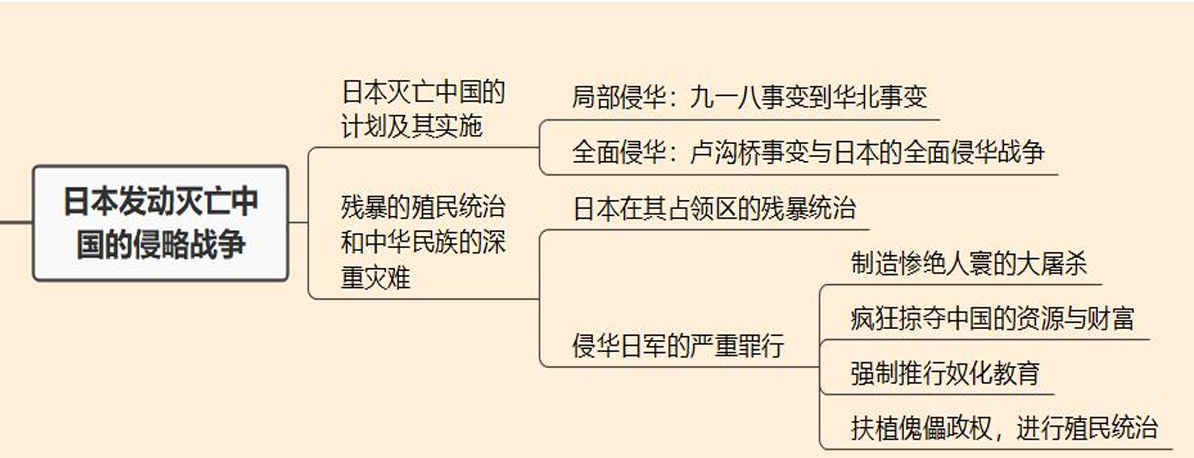 日本发动灭亡中
国的侵略战争
日本灭亡中国的
计划及其实施
局部侵华：九一八事变到华北事变
全面侵华：卢沟桥事变与日本的全面侵华战争
残暴的殖民统治
和中华民族的深
重灾难
日本在其占领区的残暴统治
侵华日军的严重罪行
制造惨绝人寰的大屠杀
疯狂掠夺中国的资源与财富
强制推行奴化教育
扶植傀儡政权，进行殖民统治